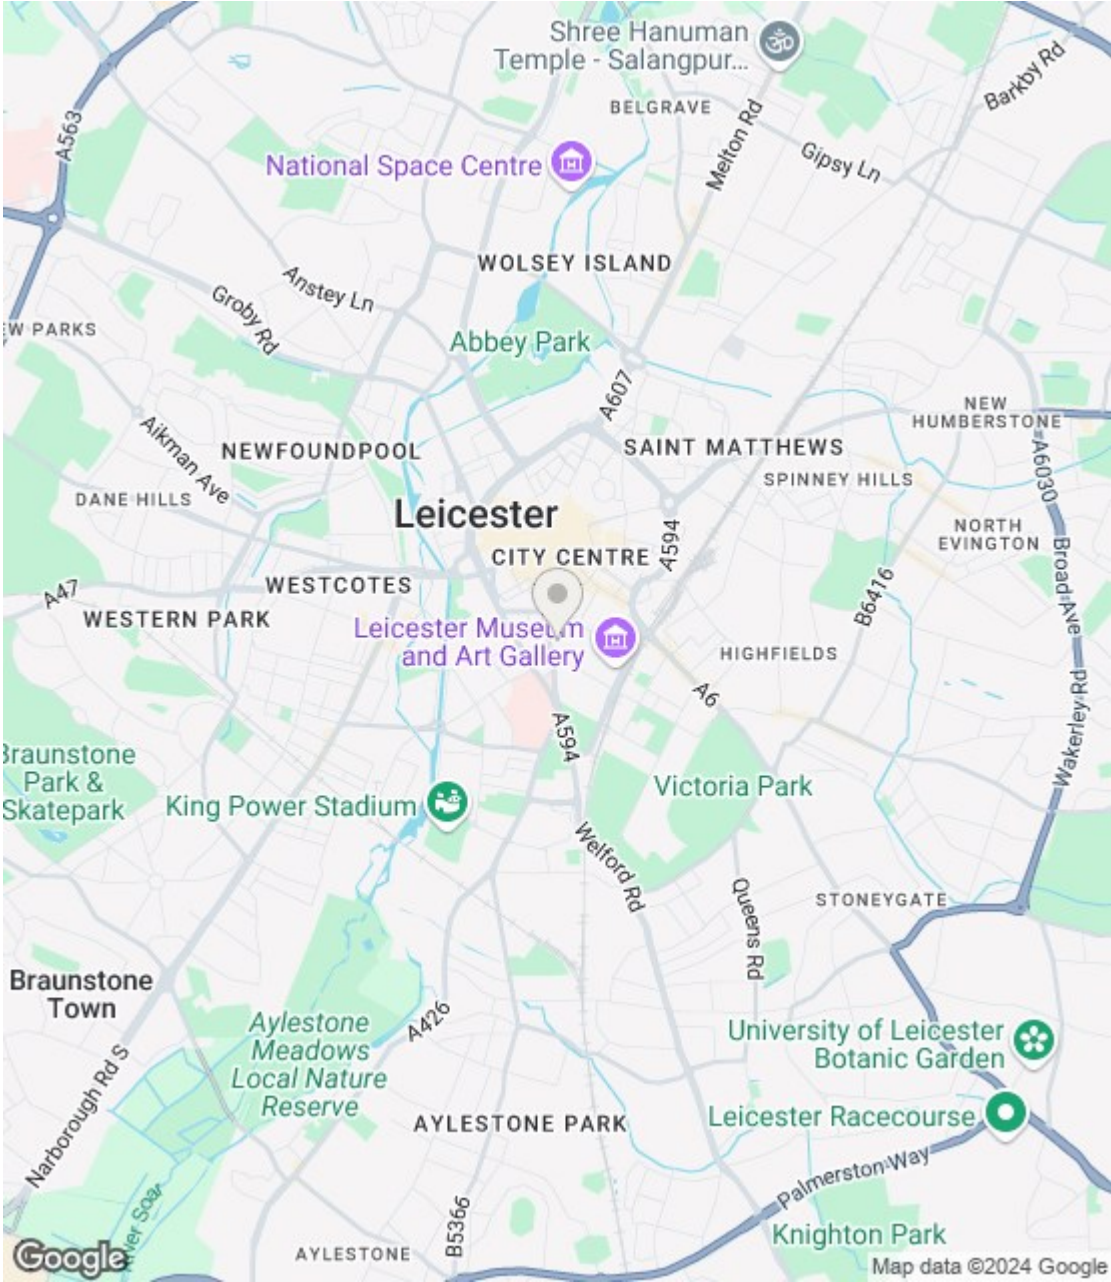 Shree Hanuman
Temple - Salangpur...
BELGRAVE
Barkby Rd
A563
Melton Rd
Gipsy Ln
National Space Centre
WOLSEY ISLAND
Anstey Ln
Groby Rd
EW PARKS
Abbey Park
A607
NEW
HUMBERSTONE
Aikman Ave
NEWFOUNDPOOL
SAINT MATTHEWS
SPINNEY HILLS
A6030
DANE HILLS
Leicester
NORTH
EVINGTON
A594
CITY CENTRE
Broad Ave
WESTCOTES
A47
B6416
WESTERN PARK
Leicester Museum
and Art Gallery
HIGHFIELDS
A6
Wakerley Rd
A594
Braunstone
Park &
Skatepark
Victoria Park
King Power Stadium
Welford Rd
Queens Rd
STONEYGATE
Braunstone
Town
A426
Aylestone
Meadows
Local Nature
Reserve
University of Leicester
Botanic Garden
Narborough Rd S
AYLESTONE PARK
Leicester Racecourse
Palmerston Way
River Soar
B5366
Knighton Park
AYLESTONE
Google
Map data ©2024 Google